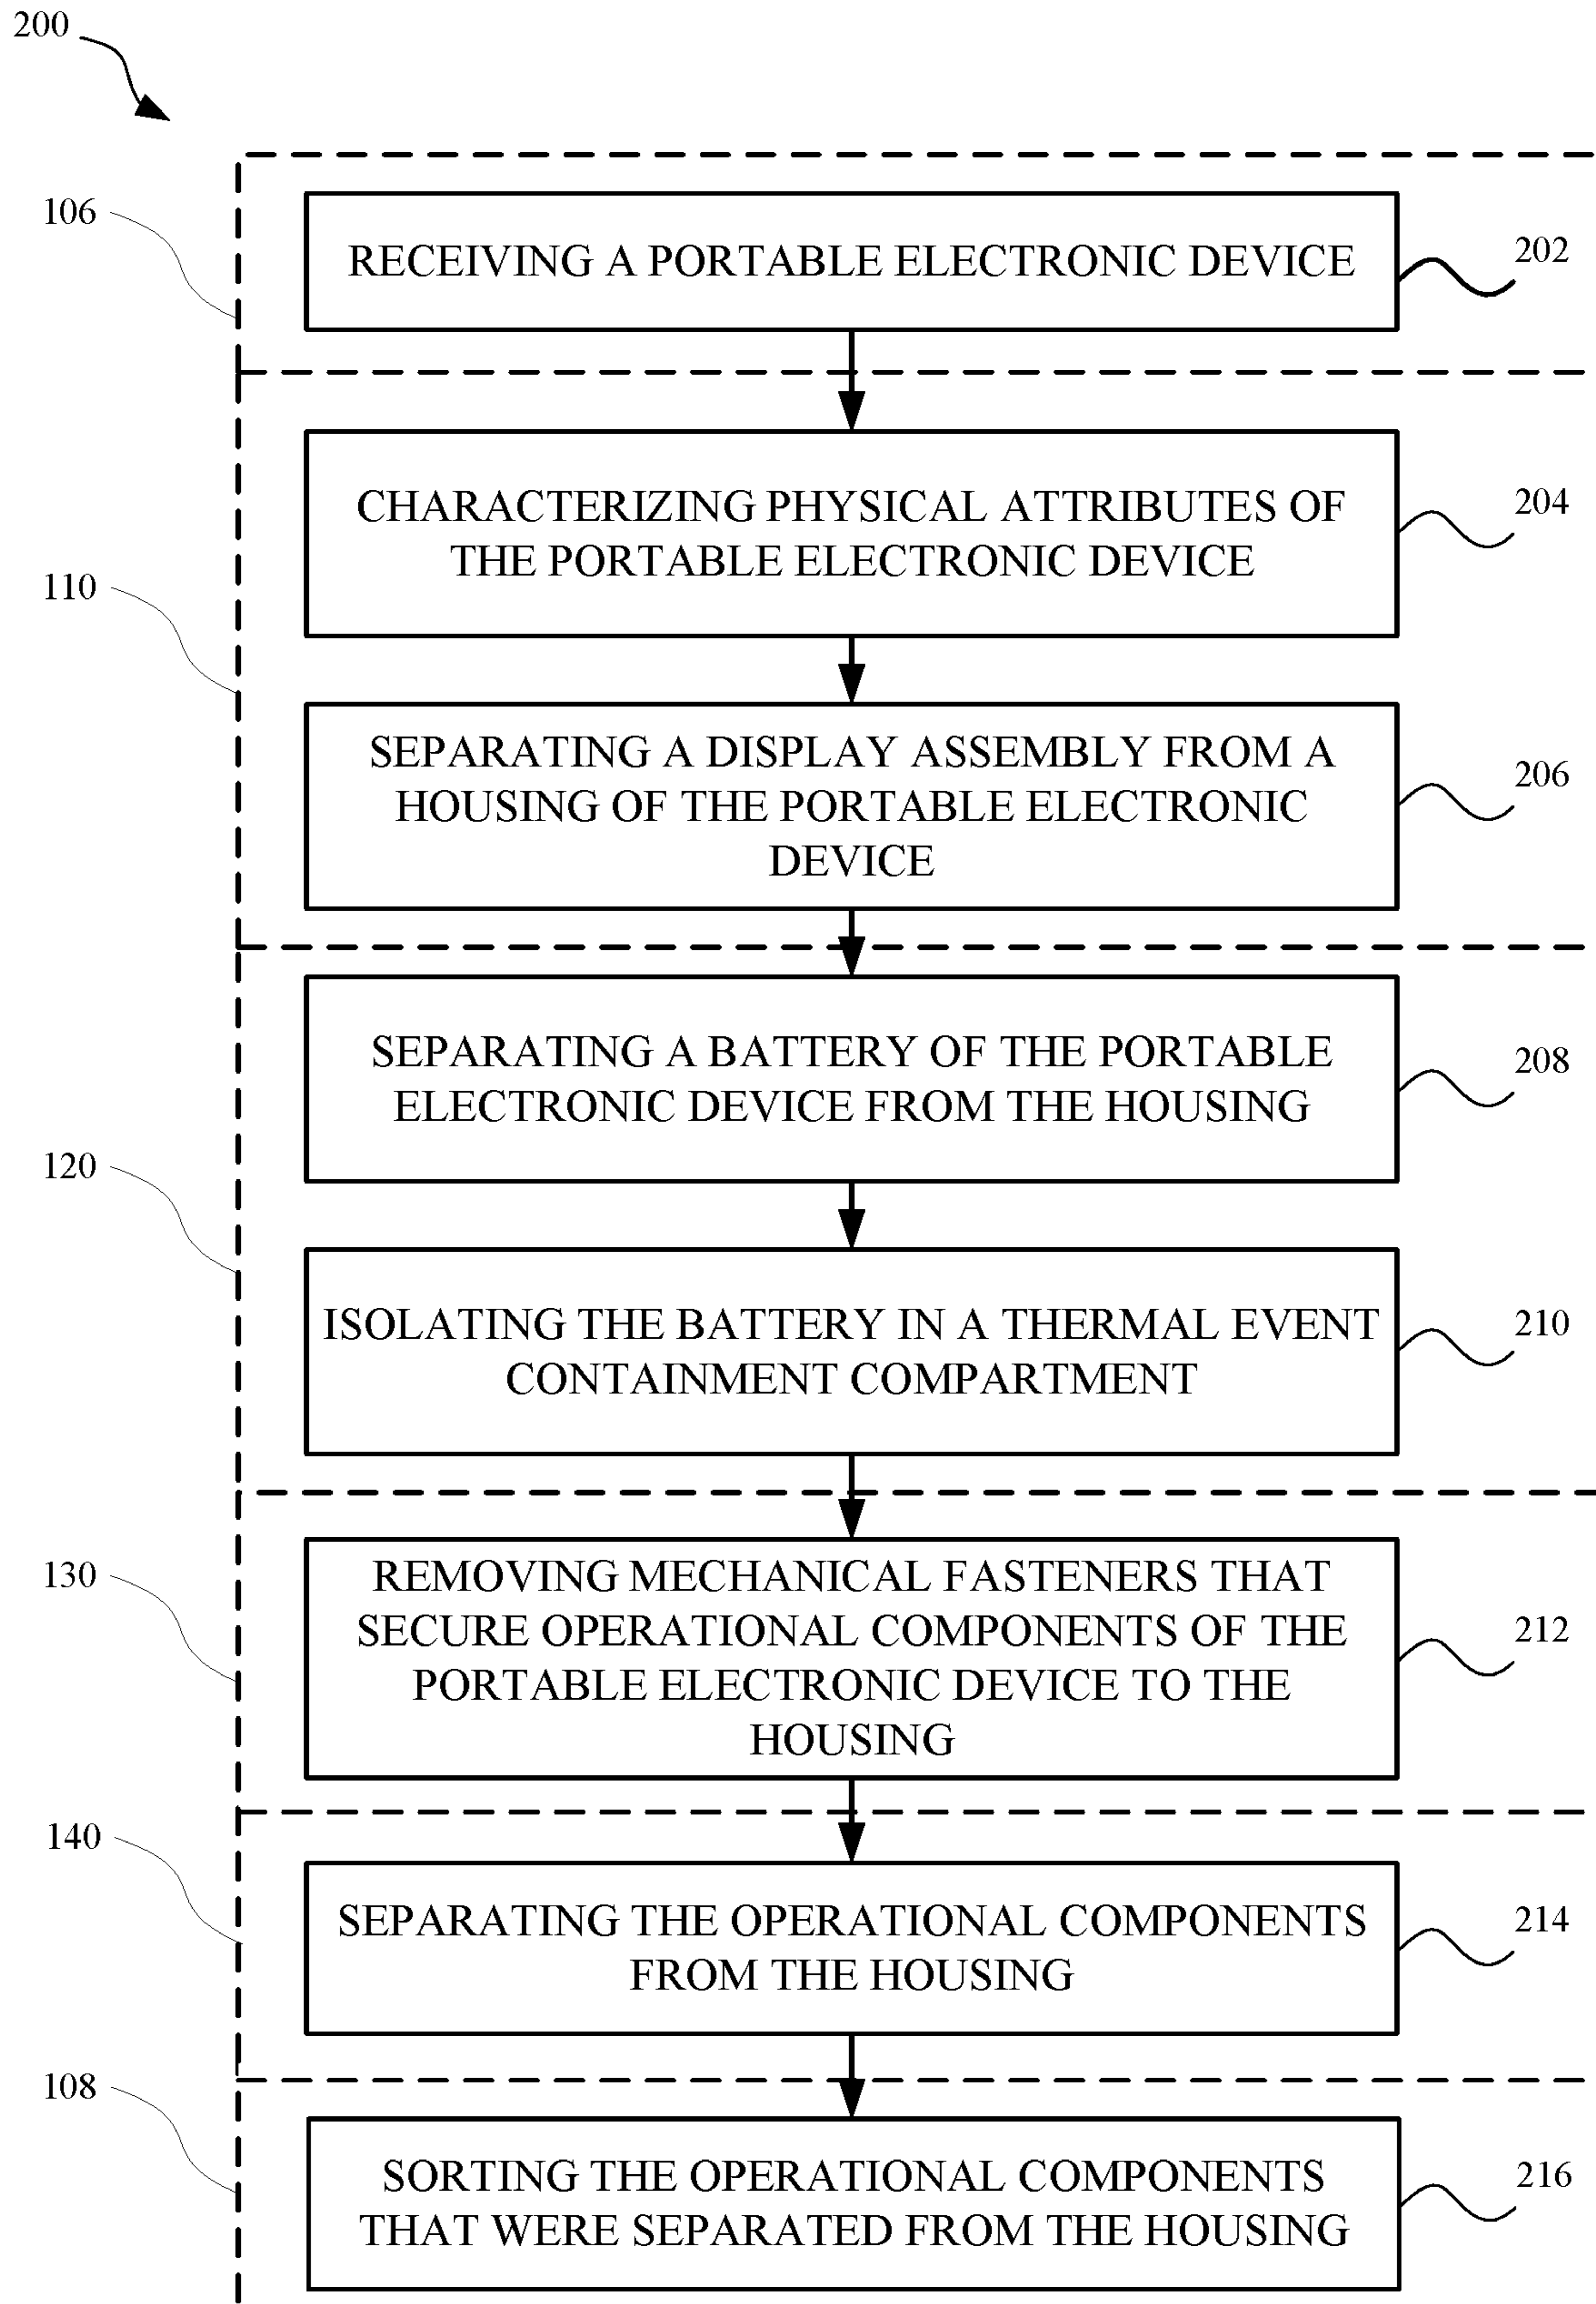 200
106
RECEIVING A PORTABLE ELECTRONIC DEVICE
202
CHARACTERIZING PHYSICAL ATTRIBUTES OF
THE PORTABLE ELECTRONIC DEVICE
204
110
SEPARATING A DISPLAY ASSEMBLY FROM A
HOUSING OF THE PORTABLE ELECTRONIC
DEVICE
206
SEPARATING A BATTERY OF THE PORTABLE
ELECTRONIC DEVICE FROM THE HOUSING
208
120
ISOLATING THE BATTERY IN A THERMAL EVENT
CONTAINMENT COMPARTMENT
210
130
REMOVING MECHANICAL FASTENERS THAT
SECURE OPERATIONAL COMPONENTS OF THE
PORTABLE ELECTRONIC DEVICE TO THE
HOUSING
212
140
SEPARATING THE OPERATIONAL COMPONENTS
FROM THE HOUSING
214
108
SORTING THE OPERATIONAL COMPONENTS
THAT WERE SEPARATED FROM THE HOUSING
216